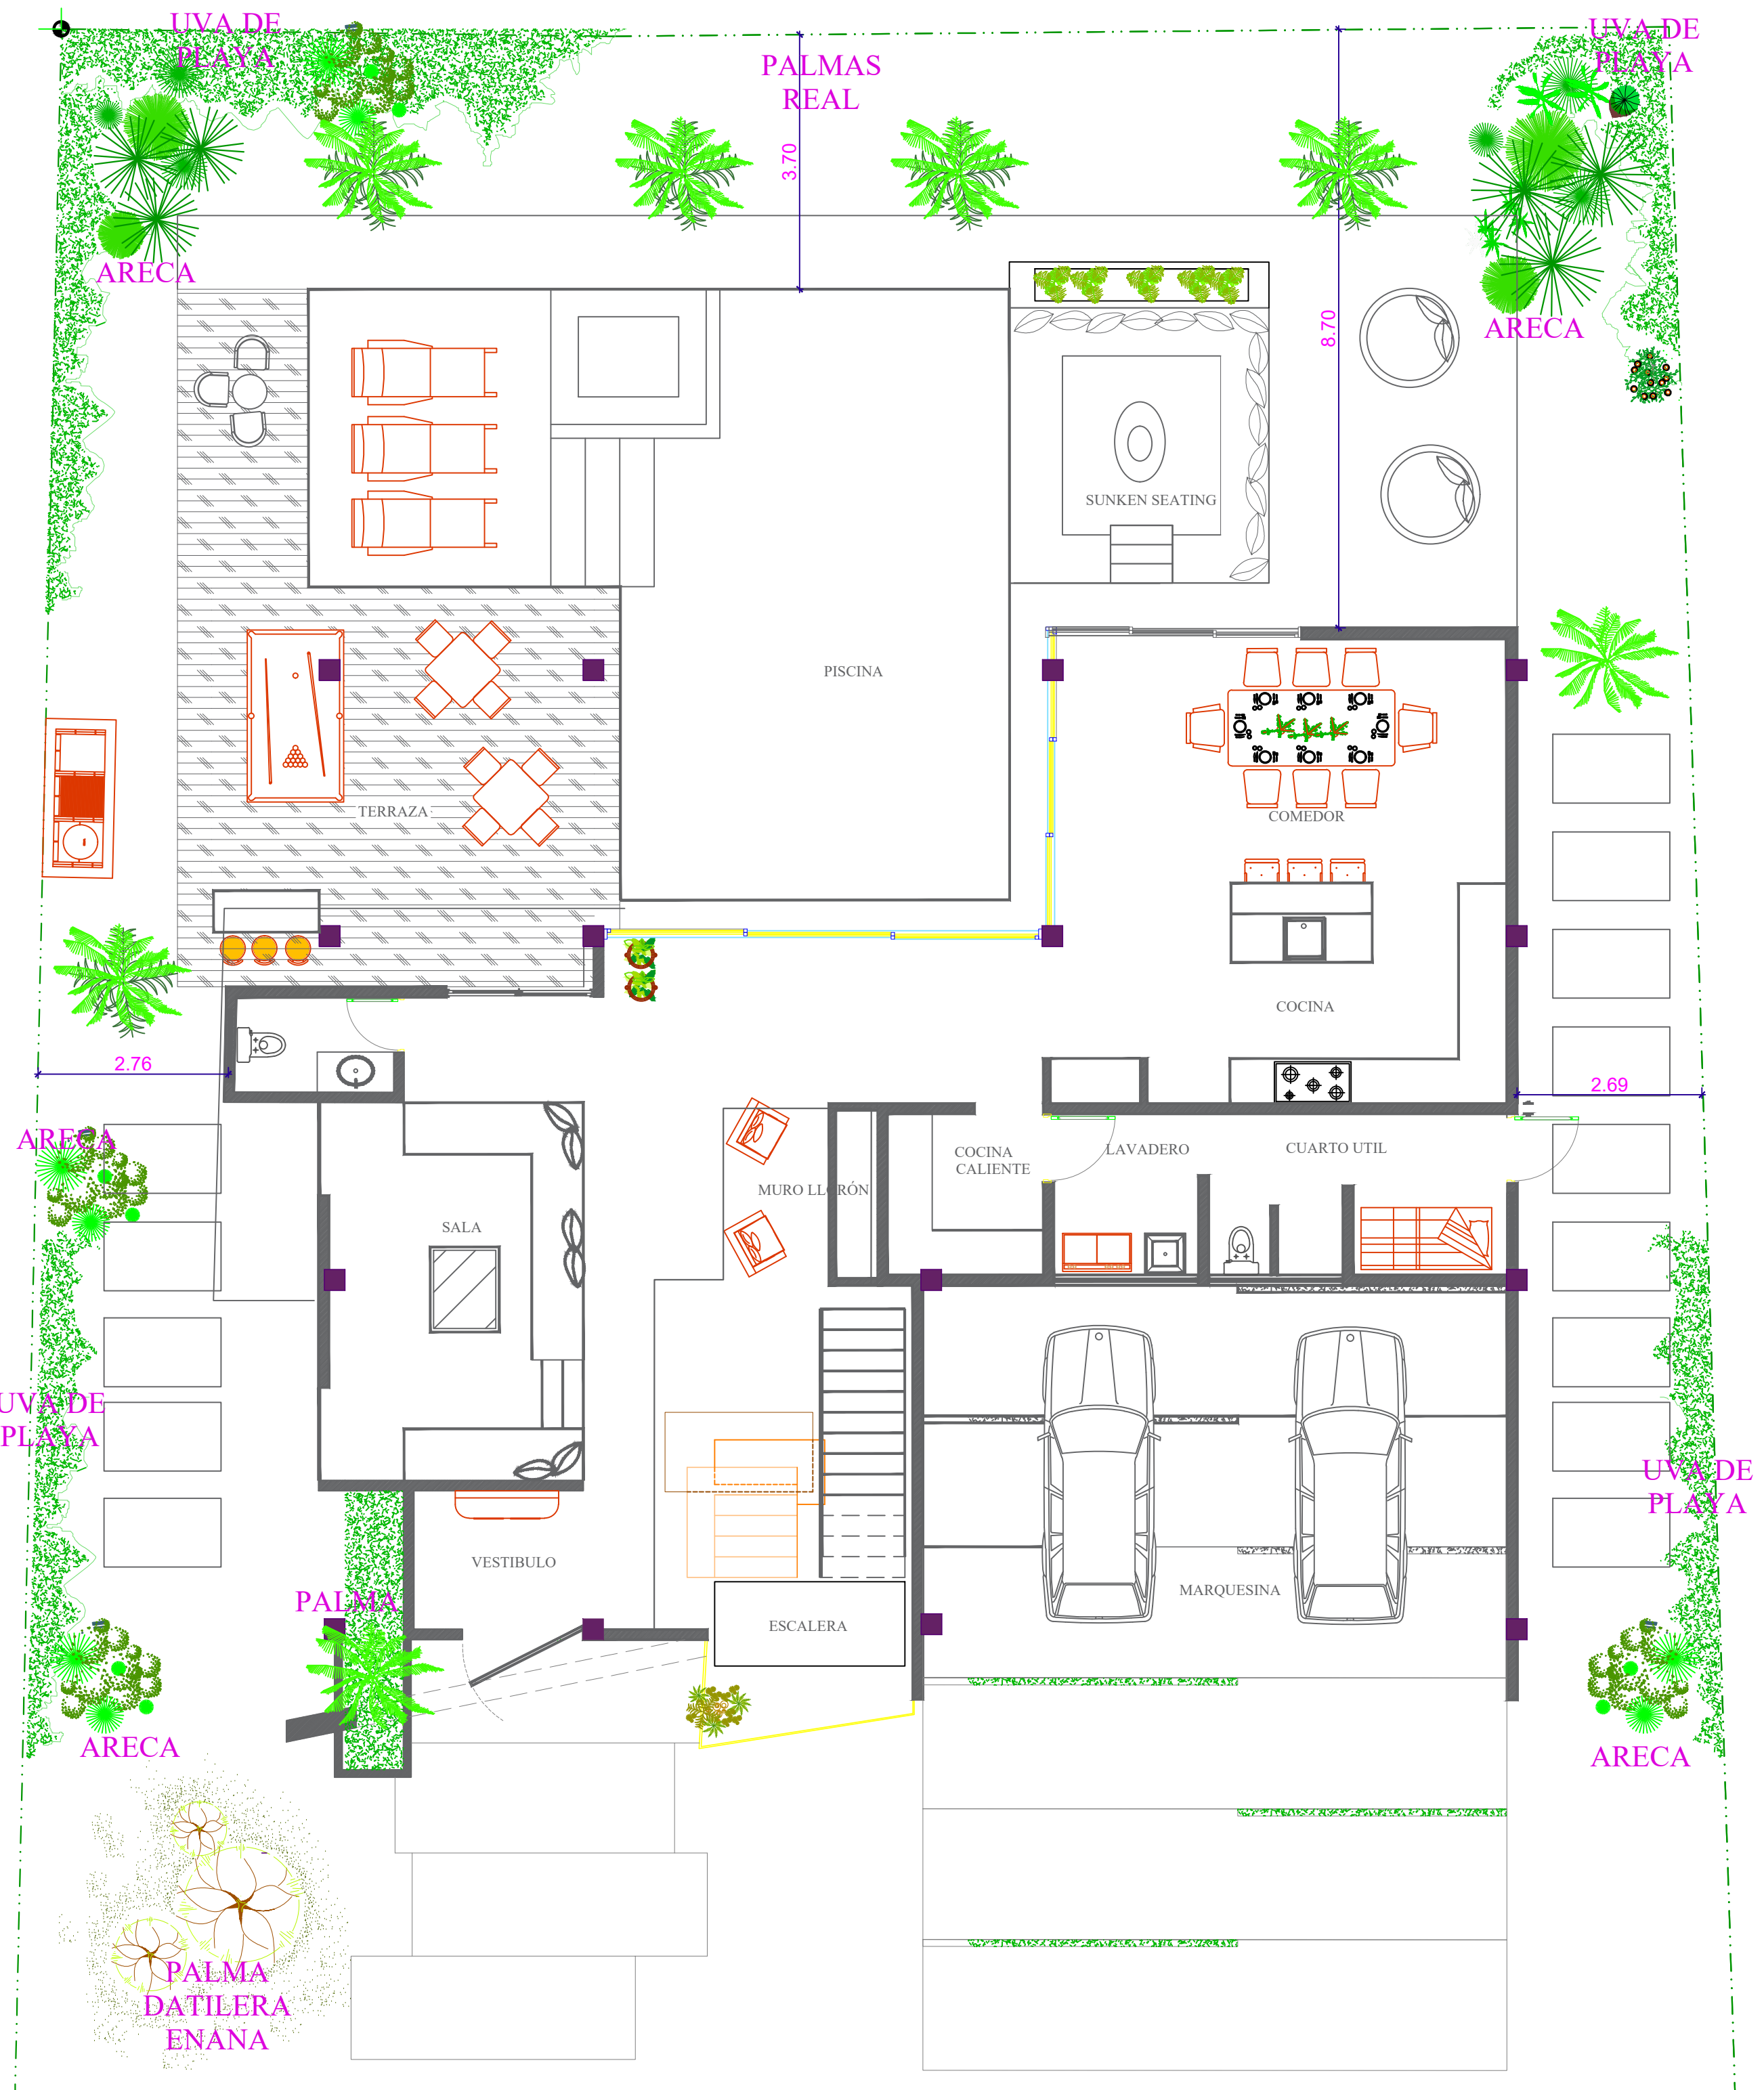 UVA DE
PLAYA
PALMAS
REAL
UVA DE
PLAYA
3.70
8.70
ARECA
ARECA
SUNKEN SEATING
PISCINA
TERRAZA
COMEDOR
COCINA
2.76
2.69
ARECA
COCINA
CALIENTE
LAVADERO
CUARTO UTIL
MURO LLORÓN
SALA
UVA DE
PLAYA
UVA DE
PLAYA
VESTIBULO
MARQUESINA
PALMA
ESCALERA
ARECA
ARECA
PALMA
DATILERA
ENANA